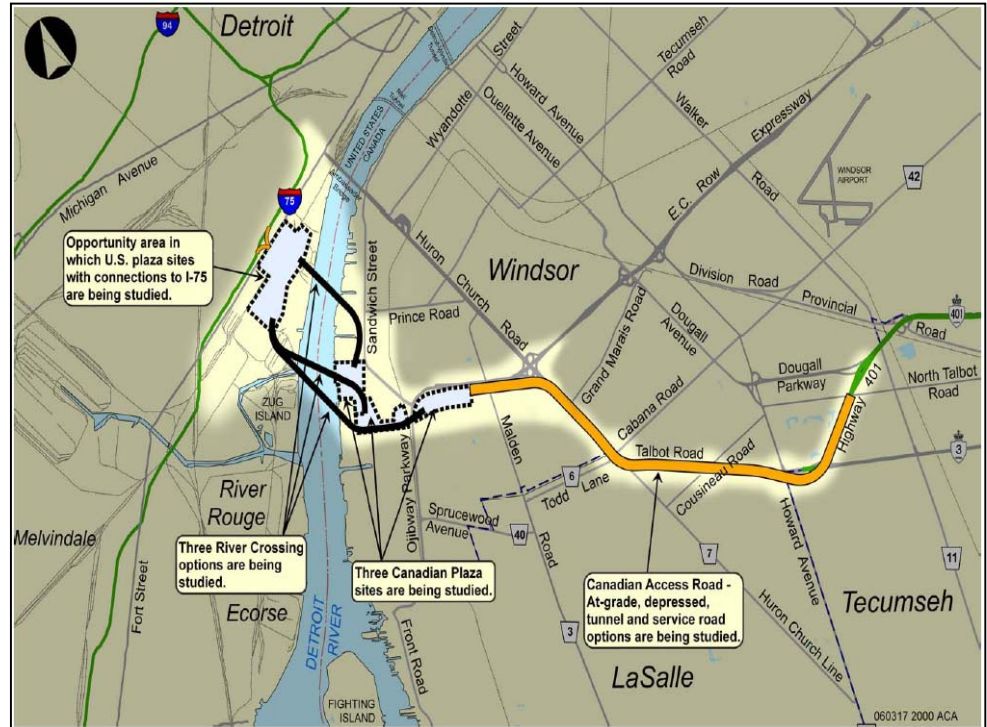 94
Detroit
Michigan Avenue
75
Opportunity area in
which U.S. plaza sites
with connections to I-75
are being studied.
UNITED STATES
CANADA
Ambassador
Bridge
Wyandotte
Street
Howard Avenue
Ouellette Avenue
Tecumseh
Road
Walker
Road
E.C. Row Expressway
WINDSOR
AIRPORT
42
Sandwich Street
Huron
Church
Road
Windsor
Prince Road
Grand Marais Road
Division Road
Dougall
Avenue
Provincial
Road
401
Dougall
Parkway
401
Highway
North Talbot
Road
ZUG
ISLAND
Cabana Road
Talbot Road
Cousineau Road
3
Malden
Road
6
Todd Lane
River
Rouge
Ojibway Parkway
Sprucewood
Avenue
40
Howard Avenue
Melvindale
Three River Crossing
options are being
studied.
Three Canadian Plaza
sites are being studied.
Canadian Access Road -
At-grade, depressed,
tunnel and service road
options are being studied.
7
11
Tecumseh
Fort Street
Ecorse
DETROIT
RIVER
Front Road
3
Huron Church Line
LaSalle
FIGHTING
ISLAND
060317 2000 ACA